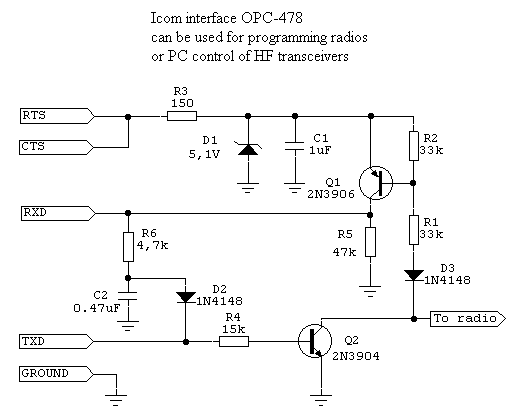 Icom interface OPC-478
can be used for programming radios
or PC control of HF transceivers
R3
150
RTS
CTS
D1
5,1V
C1
1uF
R2
33k
Q1
2N3906
RXD
R6
4,7k
R5
47k
R1
33k
D3
1N4148
C2
0.47uF
D2
1N4148
R4
15k
To radio
TXD
Q2
2N3904
GROUND